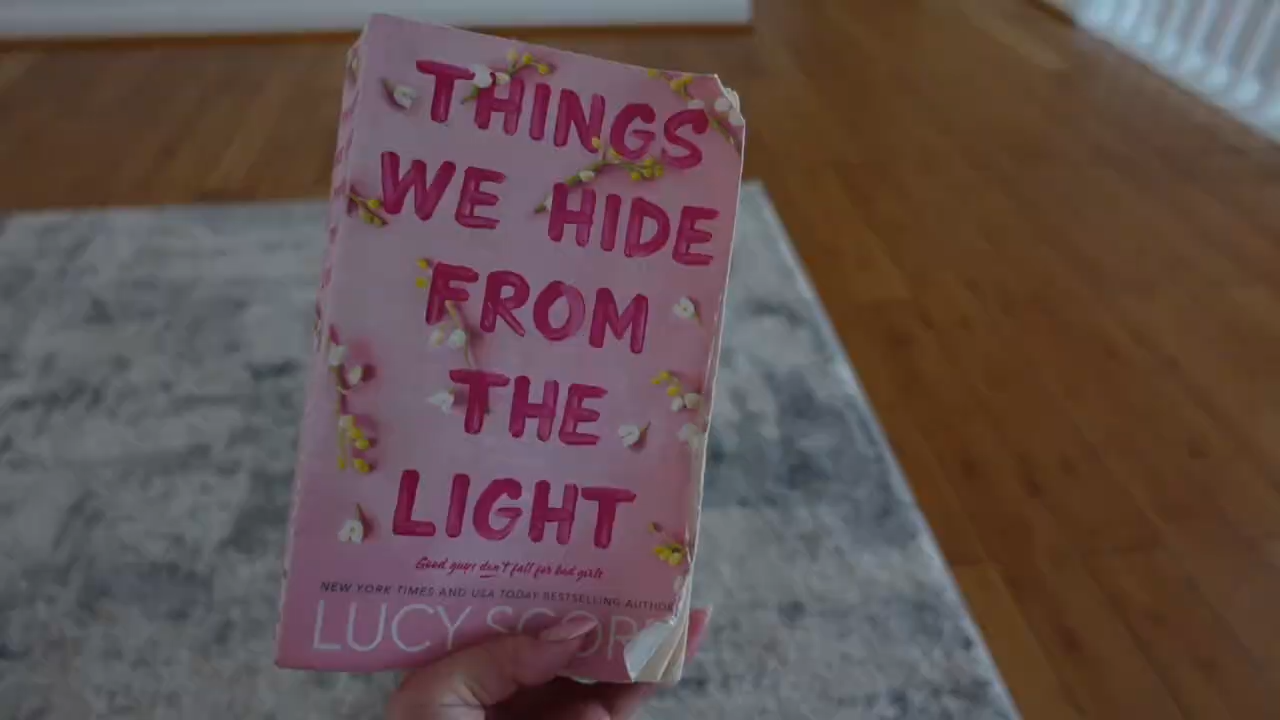 THINGS
WE HIDE
FROM
THE
LIGHT
Good guys don't fall for bad girls
NEW YORK TIMES AND USA TODAY BESTSELLING AUTHOR
LUCY SCORE